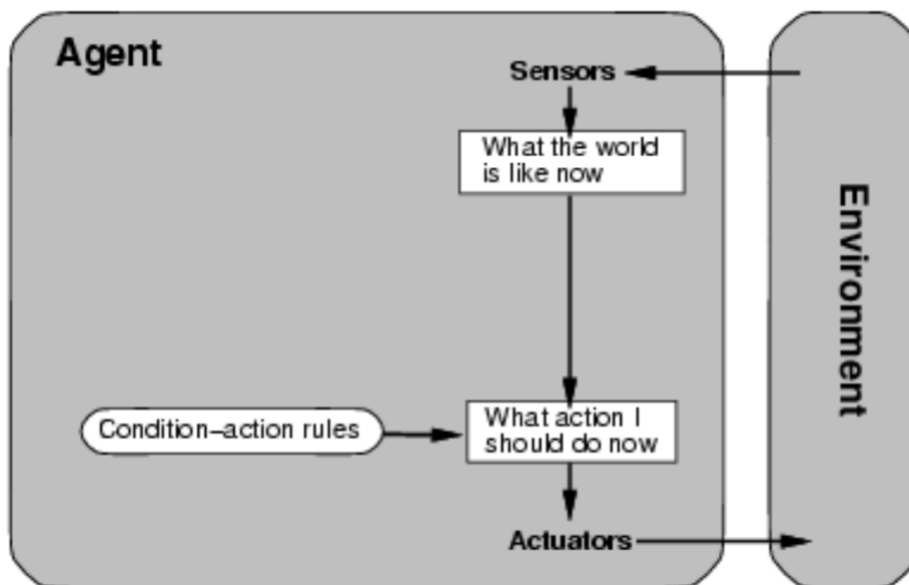 Agent
Sensors
What the world
is like now
Environment
Condition–action rules
What action I
should do now
Actuators